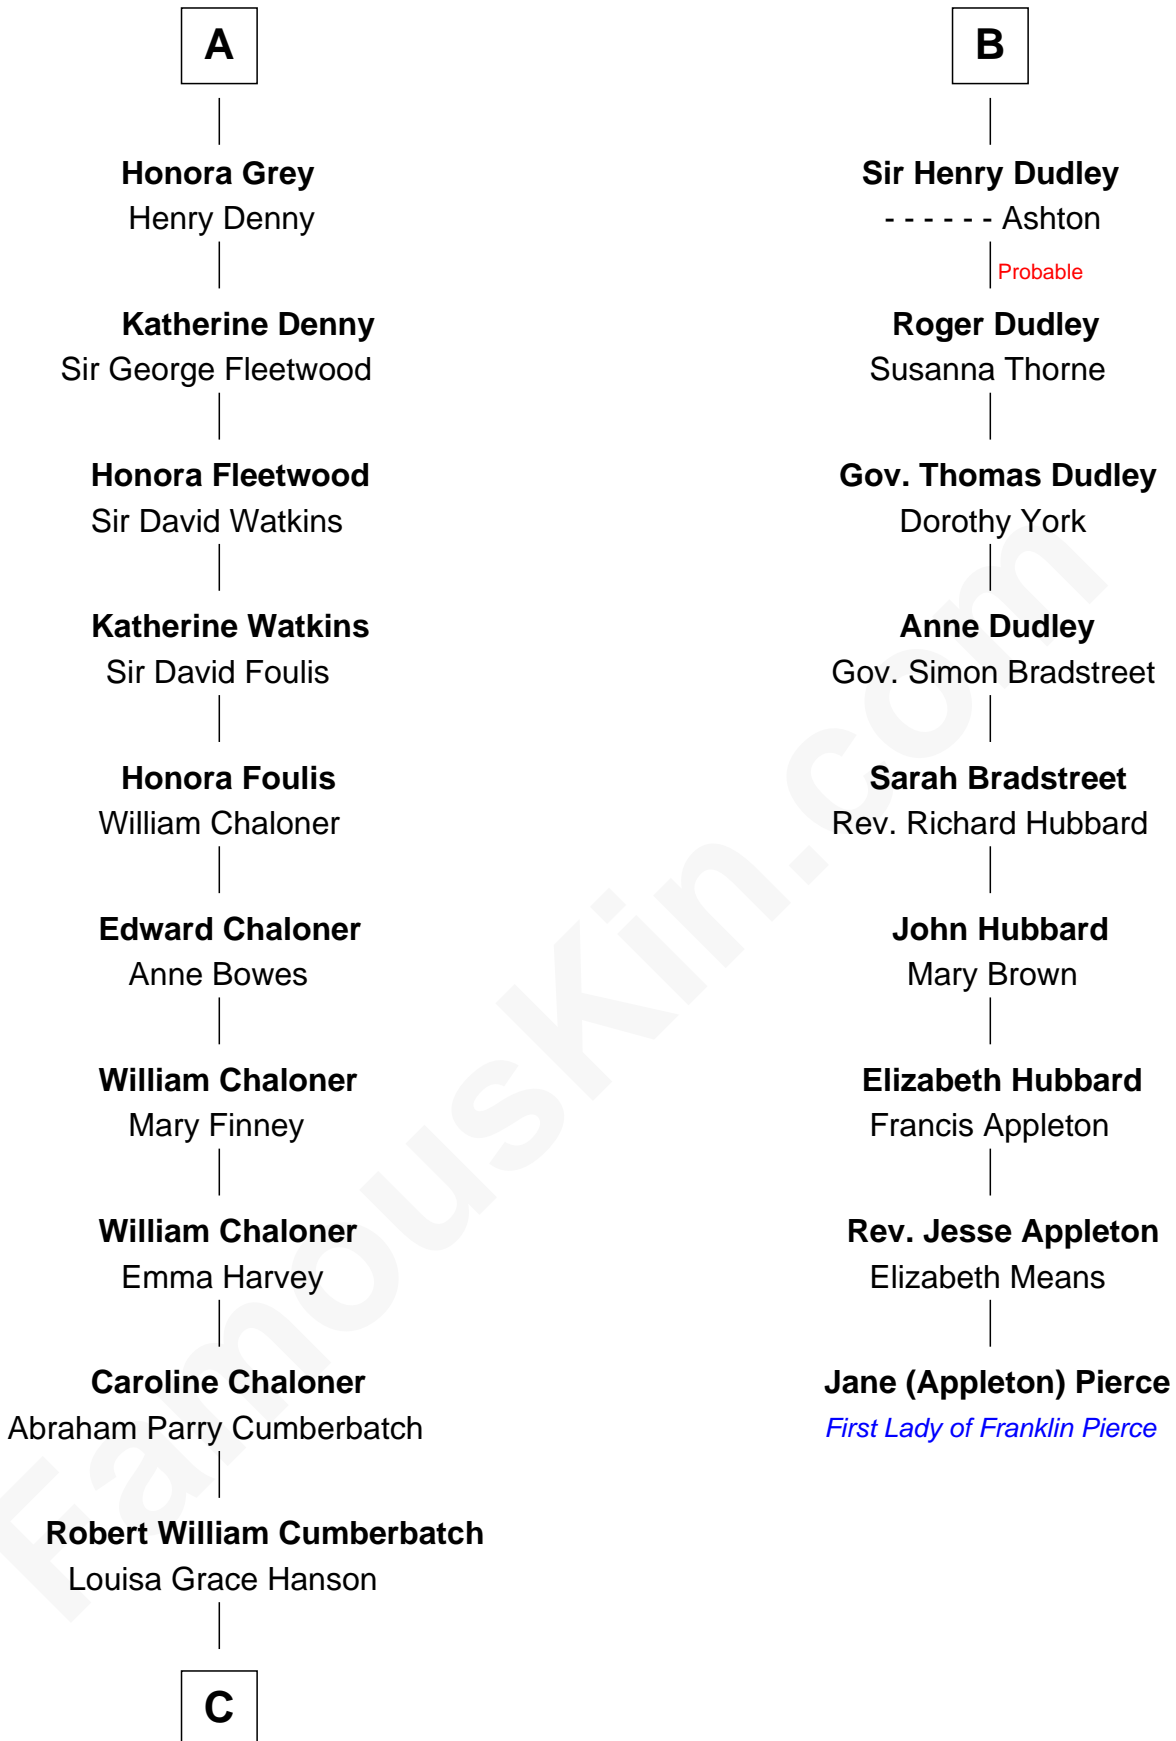 A
Honora Grey
Henry Denny
Katherine Denny
Sir George Fleetwood
Honora Fleetwood
Sir David Watkins
Katherine Watkins
Sir David Foulis
Honora Foulis
William Chaloner
Edward Chaloner
Anne Bowes
William Chaloner
Mary Finney
William Chaloner
Emma Harvey
Caroline Chaloner
Abraham Parry Cumberbatch
Robert William Cumberbatch
Louisa Grace Hanson
C
B
Sir Henry Dudley
- - - - - - Ashton
Probable
Roger Dudley
Susanna Thorne
Gov. Thomas Dudley
Dorothy York
Anne Dudley
Gov. Simon Bradstreet
Sarah Bradstreet
Rev. Richard Hubbard
John Hubbard
Mary Brown
Elizabeth Hubbard
Francis Appleton
Rev. Jesse Appleton
Elizabeth Means
Jane (Appleton) Pierce
First Lady of Franklin Pierce
FamousKin.com